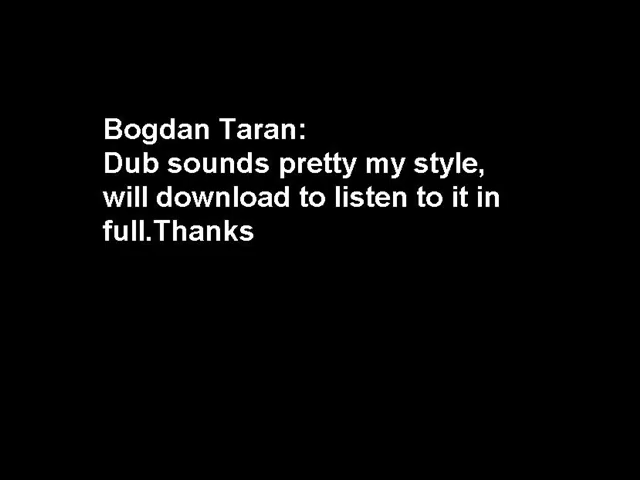 Bogdan Taran:
Dub sounds pretty my style,
will download to listen to it in
full.Thanks